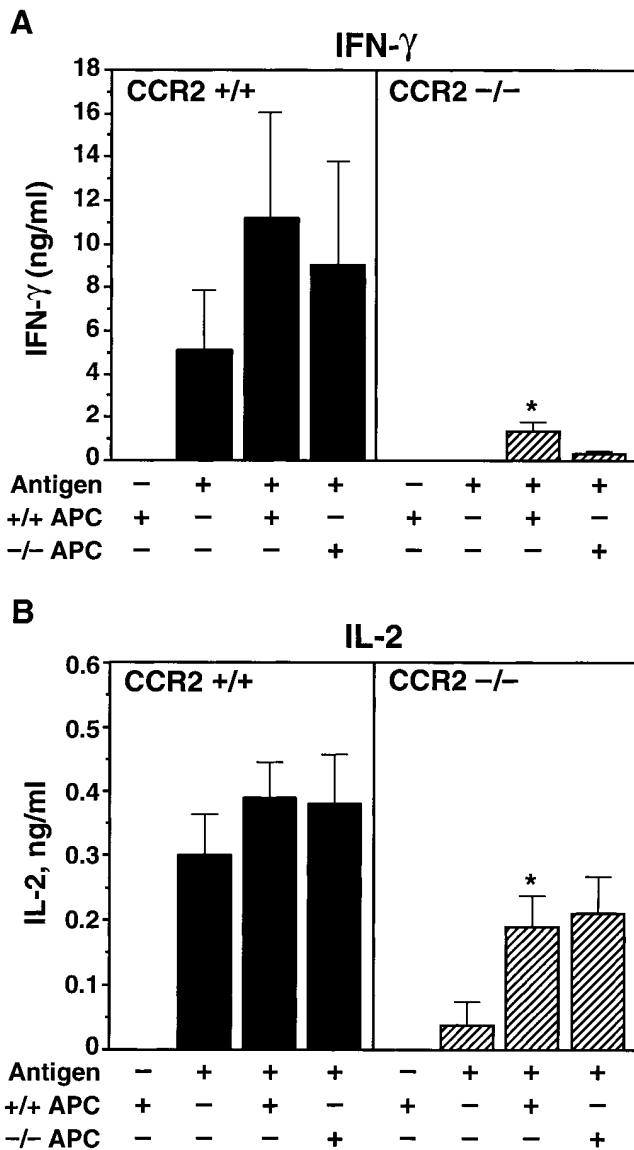 A
IFN-γ
CCR2 +/+ CCR2 −/−
18
16
14
12
10
8
6
4
2
0
IFN-γ (ng/ml)
*
Antigen − + + + − + + +
+/+ APC + − + − + − + −
−/− APC − − − + − − − +
B
IL-2
CCR2 +/+ CCR2 −/−
0.6
0.5
0.4
0.3
0.2
0.1
0
IL-2, ng/ml
*
Antigen − + + + − + + +
+/+ APC + − + − + − + −
−/− APC − − − + − − − +